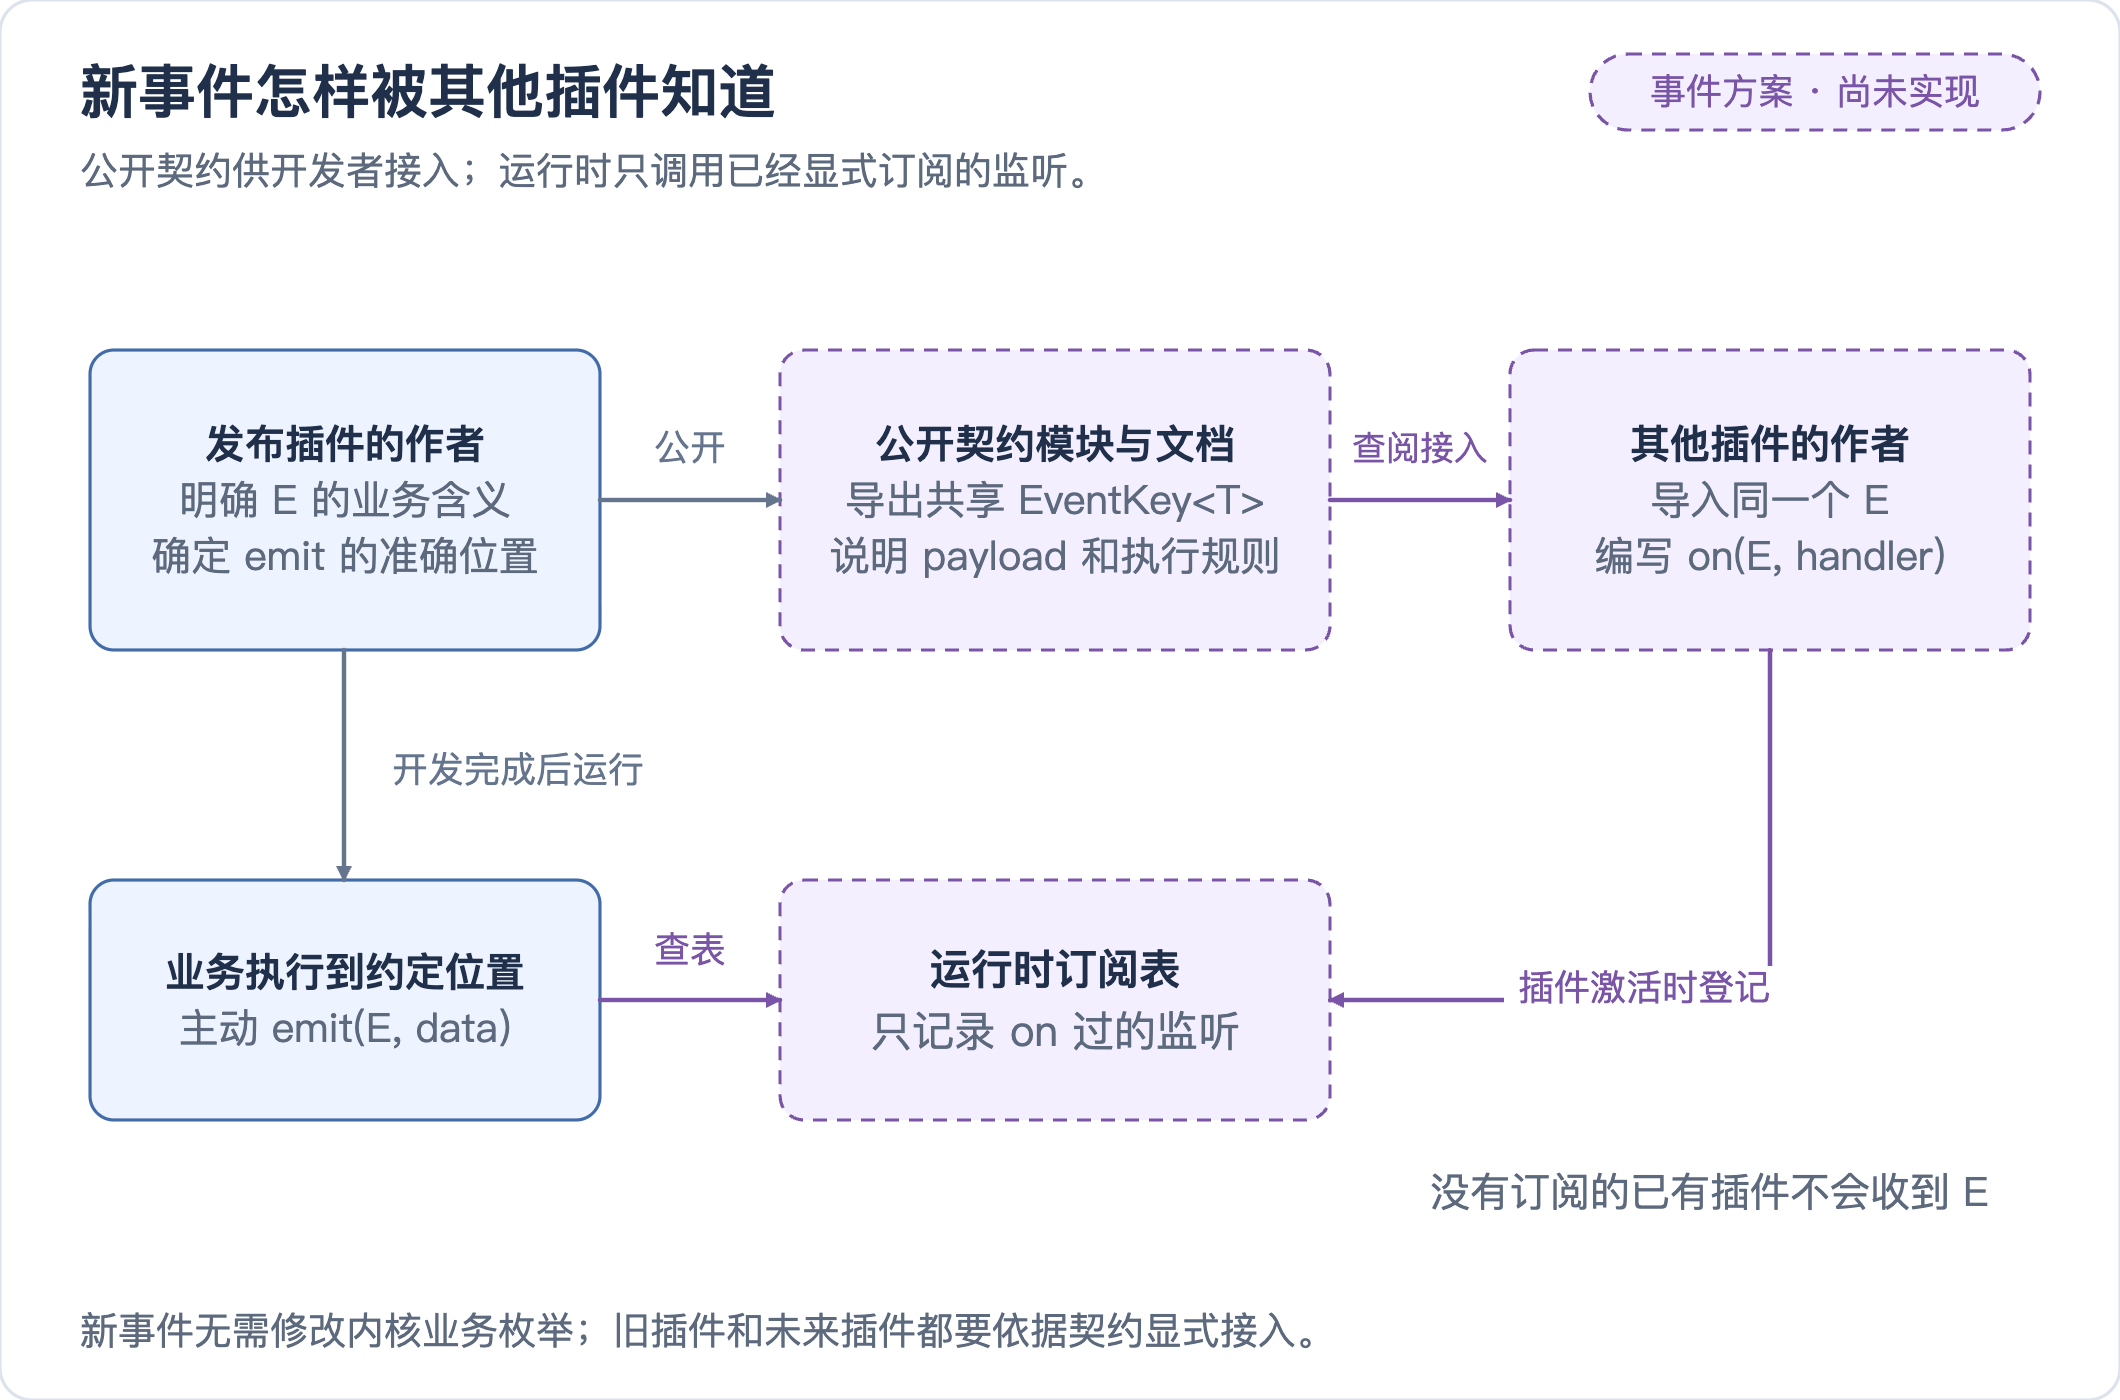 新事件怎样被其他插件知道
事件方案 · 尚未实现
公开契约供开发者接入；运行时只调用已经显式订阅的监听。
发布插件的作者
明确 E 的业务含义
确定 emit 的准确位置
公开
公开契约模块与文档
导出共享 EventKey<T>
说明 payload 和执行规则
查阅接入
其他插件的作者
导入同一个 E
编写 on(E, handler)
开发完成后运行
业务执行到约定位置
主动 emit(E, data)
查表
运行时订阅表
只记录 on 过的监听
插件激活时登记
没有订阅的已有插件不会收到 E
新事件无需修改内核业务枚举；旧插件和未来插件都要依据契约显式接入。